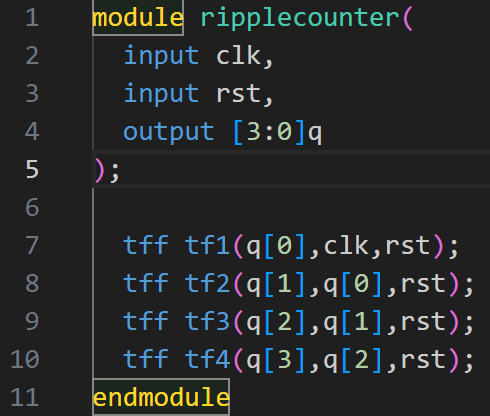 1 module ripplecounter(
2 input clk,
3 input rst,
4 output [3:0]q
5 );
6
7 tff tf1(q[0],clk,rst);
8 tff tf2(q[1],q[0],rst);
9 tff tf3(q[2],q[1],rst);
10 tff tf4(q[3],q[2],rst);
11 endmodule